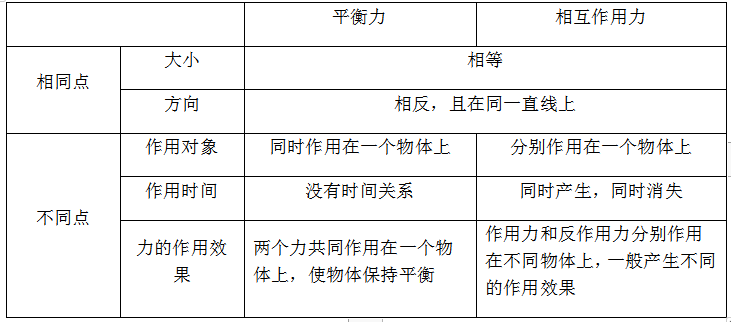 平衡力 相互作用力
相同点 大小 相等
方向 相反，且在同一直线上
不同点 作用对象 同时作用在一个物体上 分别作用在一个物体上
作用时间 没有时间关系 同时产生，同时消失
力的作用效
果
两个力共同作用在一个物
体上，使物体保持平衡
作用力和反作用力分别作用
在不同物体上，一般产生不同
的作用效果